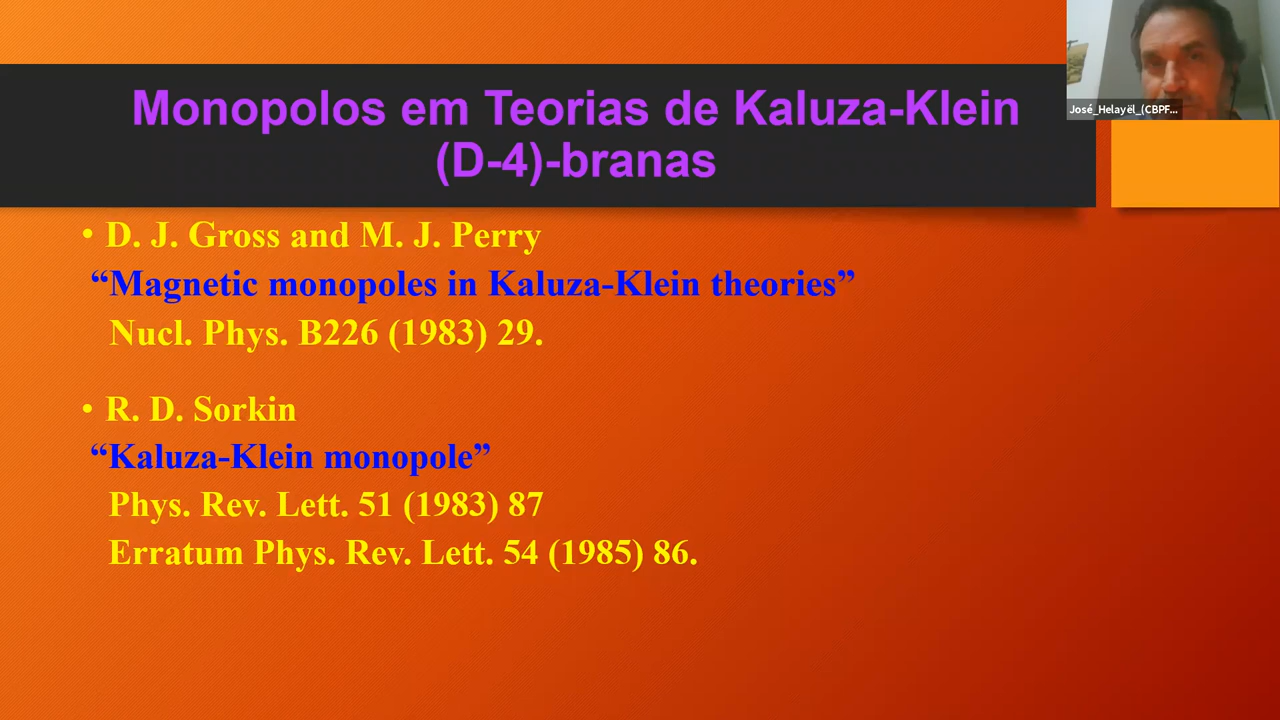 Monopolos em Teorias de Kaluza-Klein
(D-4)-branas
José_Helayël_(CBPF...
• D. J. Gross and M. J. Perry
“Magnetic monopoles in Kaluza-Klein theories”
Nucl. Phys. B226 (1983) 29.
• R. D. Sorkin
“Kaluza-Klein monopole”
Phys. Rev. Lett. 51 (1983) 87
Erratum Phys. Rev. Lett. 54 (1985) 86.